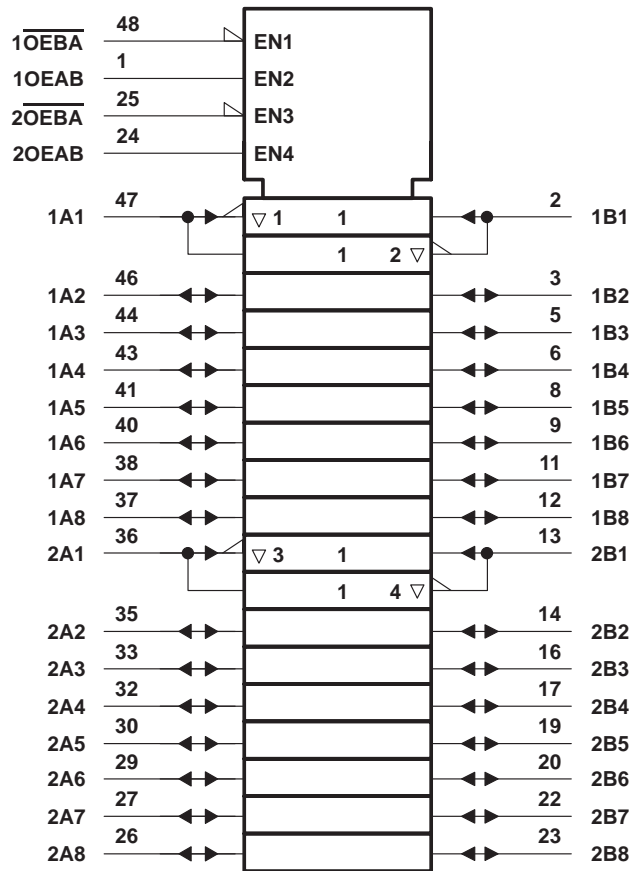 1OEBA 48 EN1
1OEAB 1 EN2
2OEBA 25 EN3
2OEAB 24 EN4
1A1 47 ▽ 1 1 2 1B1
1 2 ▽
1A2 46 3 1B2
1A3 44 5 1B3
1A4 43 6 1B4
1A5 41 8 1B5
1A6 40 9 1B6
1A7 38 11 1B7
1A8 37 12 1B8
2A1 36 ▽ 3 1 13 2B1
1 4 ▽
2A2 35 14 2B2
2A3 33 16 2B3
2A4 32 17 2B4
2A5 30 19 2B5
2A6 29 20 2B6
2A7 27 22 2B7
2A8 26 23 2B8